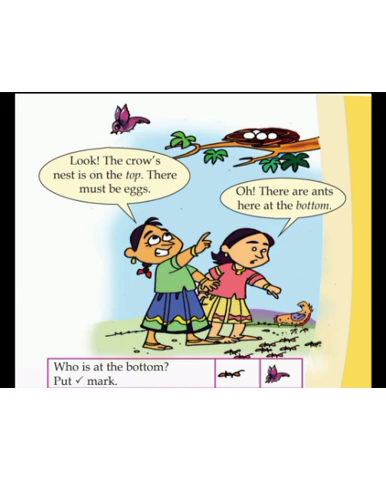 Look! The crow's
nest is on the top. There
must be eggs.
Oh! There are ants
here at the bottom.
Who is at the bottom?
Put ✓ mark.